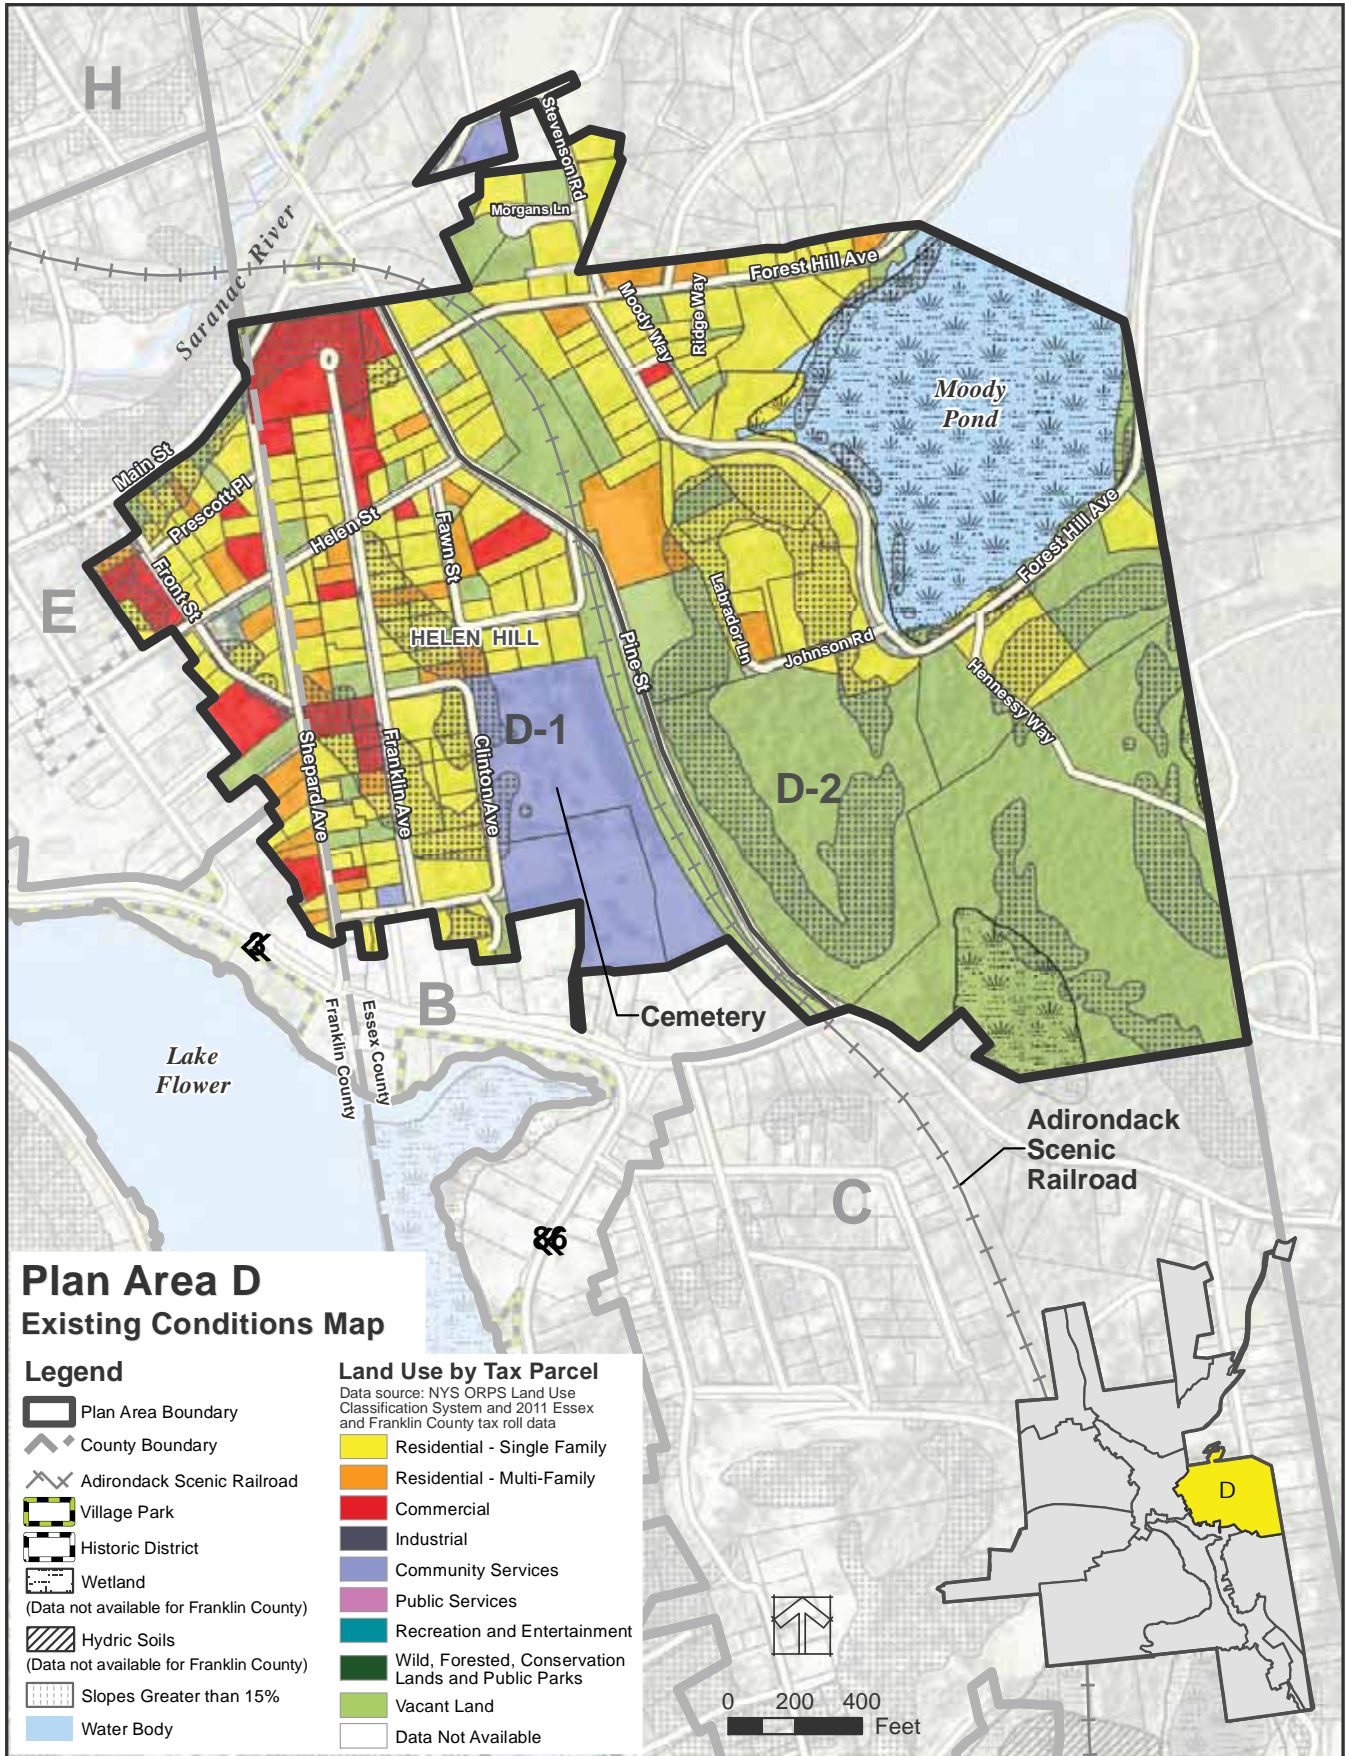 H
Stevenson Rd
Morgans Ln
Saranac River
Forest Hill Ave
Moody Way
Ridge Way
Moody
Pond
Main St
Prescott Pl
Helen St
Fawn St
Front St
E
HELEN HILL
Pine St
Labrador Ln
Johnson Rd
Forest Hill Ave
Hennessy Way
D-1
D-2
Shepard Ave
Franklin Ave
Clinton Ave
3
B
Cemetery
Franklin County
Essex County
Lake
Flower
Adirondack
Scenic
Railroad
C
86
Plan Area D
Existing Conditions Map
Legend
Plan Area Boundary
County Boundary
Adirondack Scenic Railroad
Village Park
Historic District
Wetland
(Data not available for Franklin County)
Hydric Soils
(Data not available for Franklin County)
Slopes Greater than 15%
Water Body
Land Use by Tax Parcel
Data source: NYS ORPS Land Use
Classification System and 2011 Essex
and Franklin County tax roll data
Residential - Single Family
Residential - Multi-Family
Commercial
Industrial
Community Services
Public Services
Recreation and Entertainment
Wild, Forested, Conservation
Lands and Public Parks
Vacant Land
Data Not Available
D
0 200 400
Feet